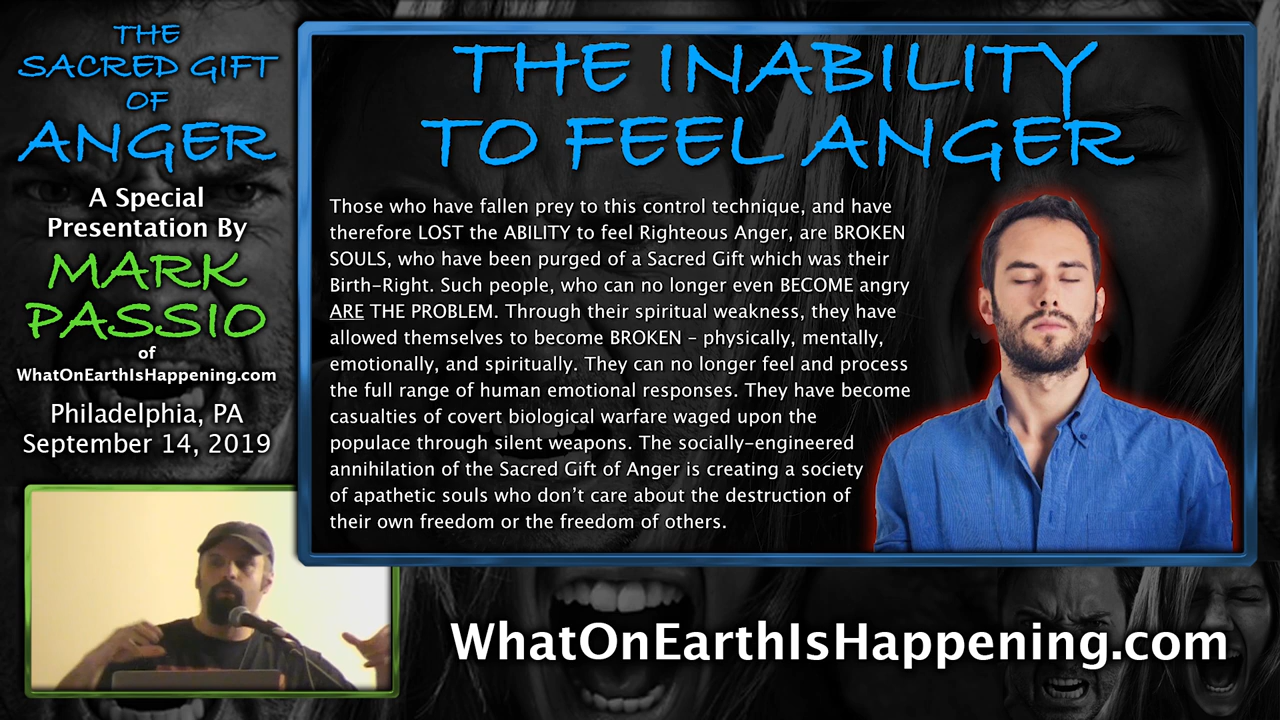 THE
SACRED GIFT
OF
ANGER
A Special
Presentation By
MARK
PASSIO
of
WhatOnEarthIsHappening.com
Philadelphia, PA
September 14, 2019
THE INABILITY
TO FEEL ANGER
Those who have fallen prey to this control technique, and have
therefore LOST the ABILITY to feel Righteous Anger, are BROKEN
SOULS, who have been purged of a Sacred Gift which was their
Birth-Right. Such people, who can no longer even BECOME angry
ARE THE PROBLEM. Through their spiritual weakness, they have
allowed themselves to become BROKEN – physically, mentally,
emotionally, and spiritually. They can no longer feel and process
the full range of human emotional responses. They have become
casualties of covert biological warfare waged upon the
populace through silent weapons. The socially-engineered
annihilation of the Sacred Gift of Anger is creating a society
of apathetic souls who don’t care about the destruction of
their own freedom or the freedom of others.
WhatOnEarthIsHappening.com